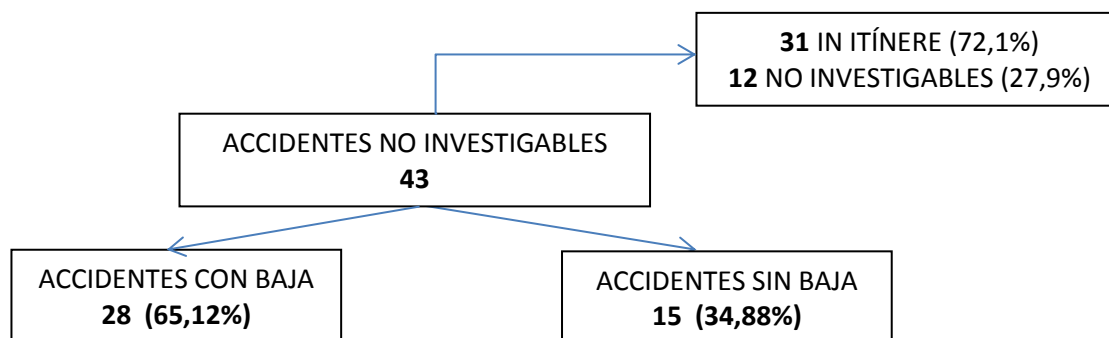 31 IN ITÍNERE (72,1%)
12 NO INVESTIGABLES (27,9%)
ACCIDENTES NO INVESTIGABLES
43
ACCIDENTES CON BAJA
28 (65,12%)
ACCIDENTES SIN BAJA
15 (34,88%)